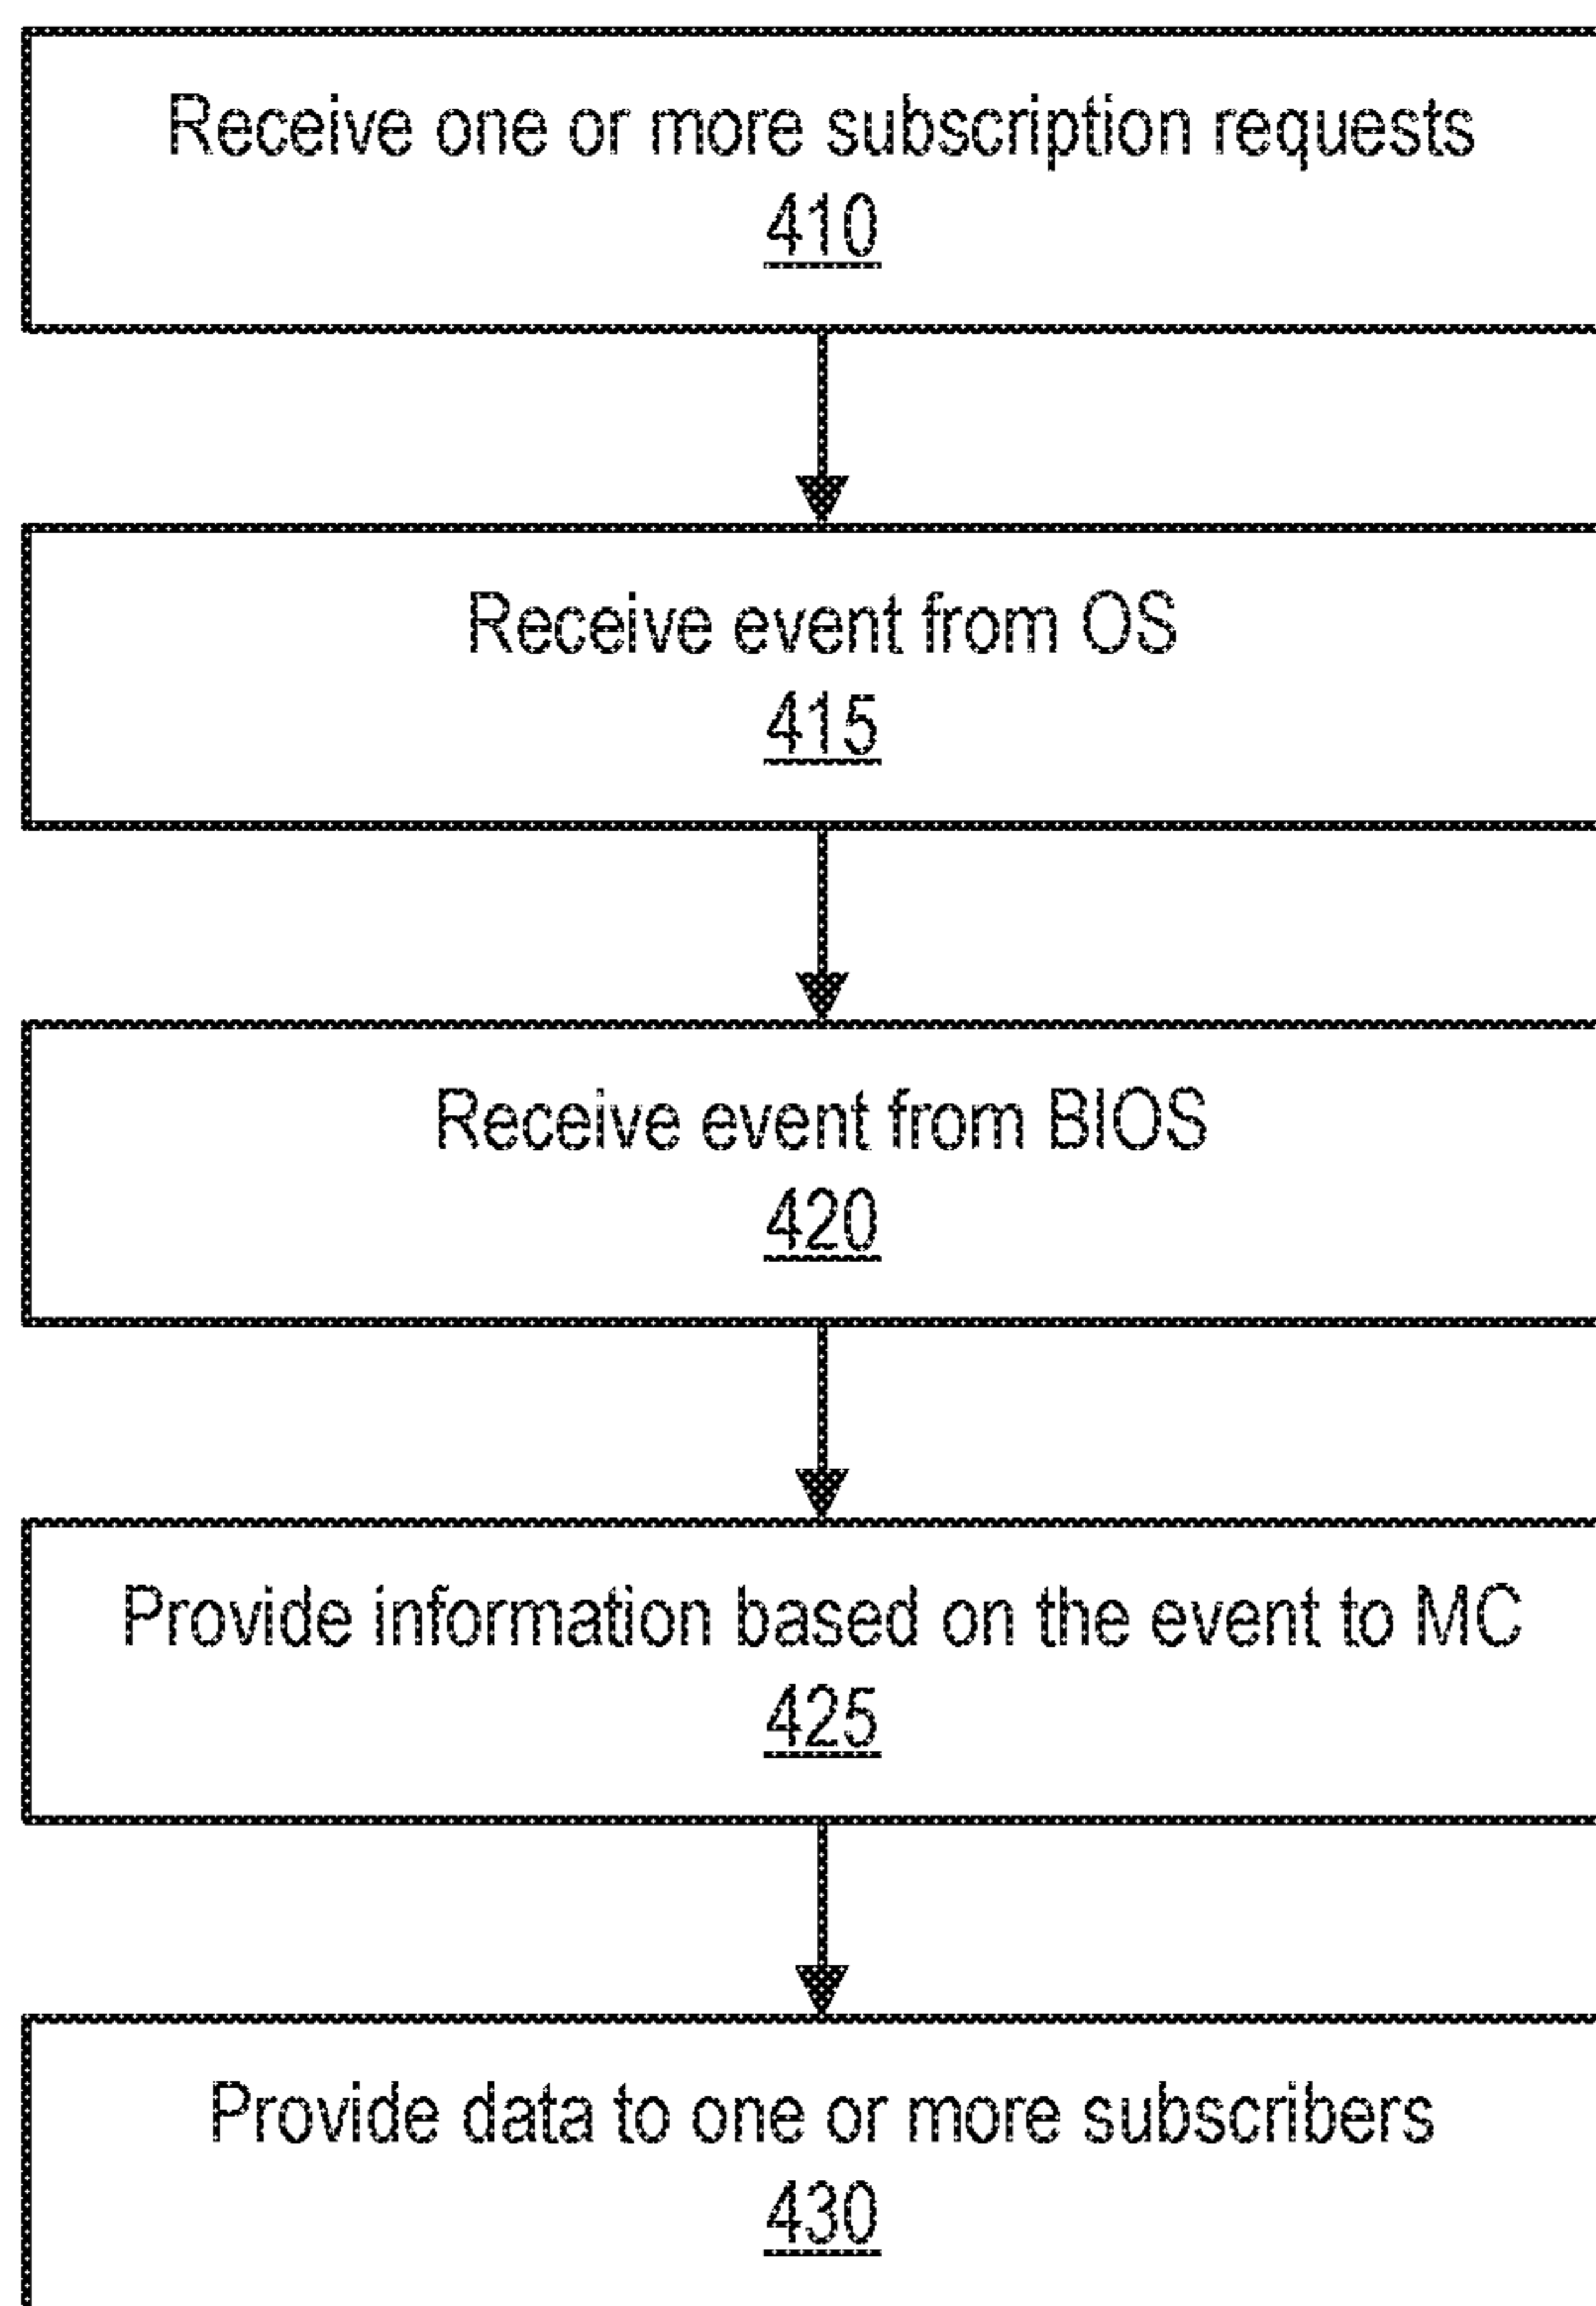 Receive one or more subscription requests
410
Receive event from OS
415
Receive event from BIOS
420
Provide information based on the event to MC
425
Provide data to one or more subscribers
430